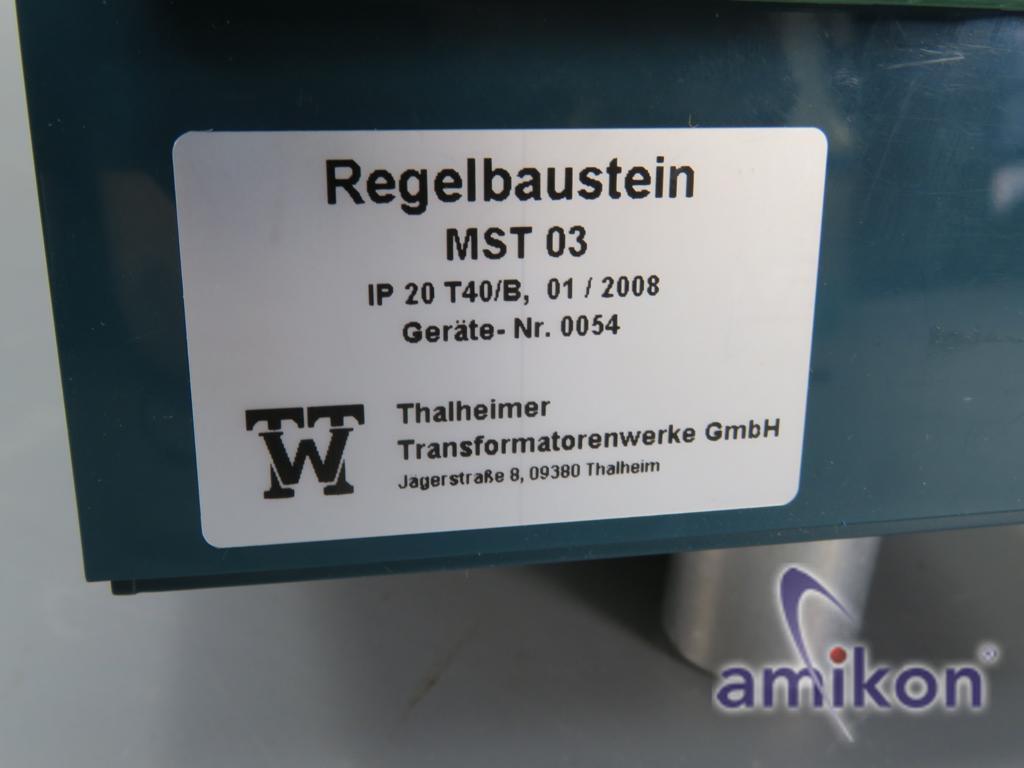 Regelbaustein
MST 03
IP 20 T40/B, 01 / 2008
Geräte- Nr. 0054
TTW
Thalheimer
Transformatorenwerke GmbH
Jägerstraße 8, 09380 Thalheim
amikon®